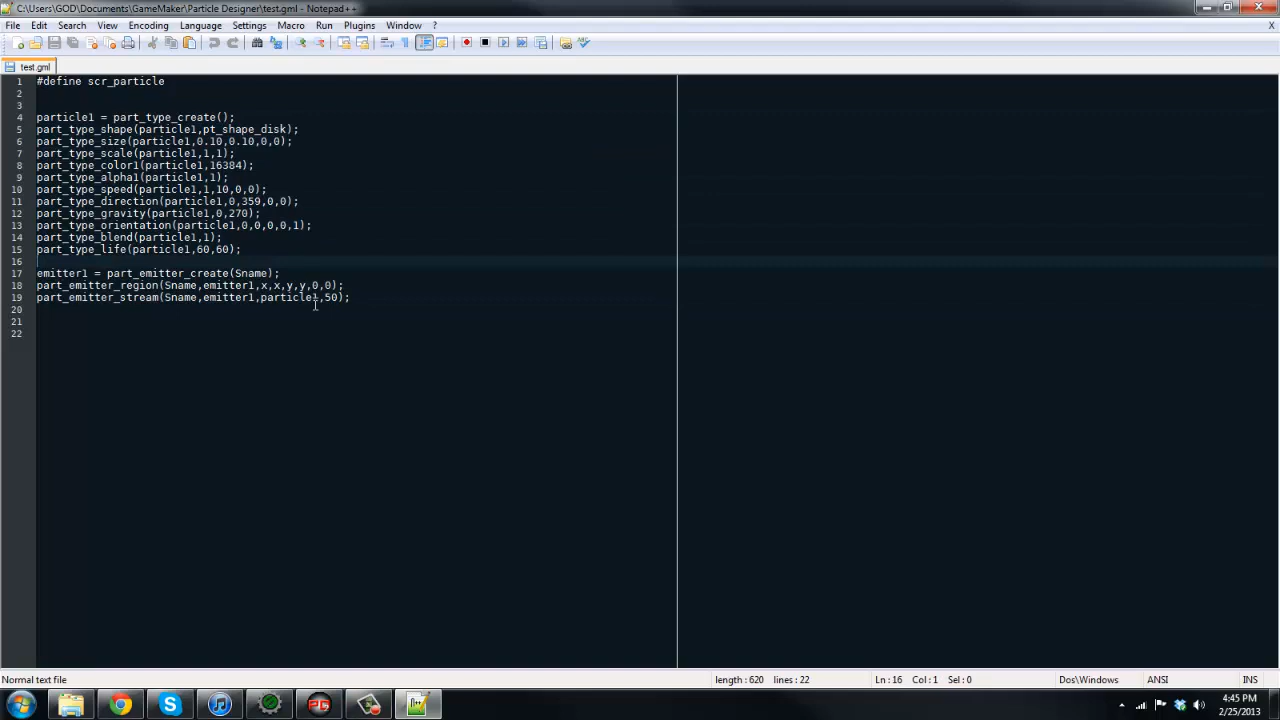 C:\Users\GOD\Documents\GameMaker\Particle Designer\test.gml - Notepad++
File Edit Search View Encoding Language Settings Macro Run Plugins Window ? X
test.gml
1 #define scr_particle
2
3
4 particle1 = part_type_create();
5 part_type_shape(particle1,pt_shape_disk);
6 part_type_size(particle1,0.10,0.10,0,0);
7 part_type_scale(particle1,1,1);
8 part_type_color1(particle1,16384);
9 part_type_alpha1(particle1,1);
10 part_type_speed(particle1,1,10,0,0);
11 part_type_direction(particle1,0,359,0,0);
12 part_type_gravity(particle1,0,270);
13 part_type_orientation(particle1,0,0,0,0,1);
14 part_type_blend(particle1,1);
15 part_type_life(particle1,60,60);
16
17 emitter1 = part_emitter_create(Sname);
18 part_emitter_region(Sname,emitter1,x,x,y,y,0,0);
19 part_emitter_stream(Sname,emitter1,particle1,50);
20
21
22
Normal text file length : 620 lines : 22 Ln : 16 Col : 1 Sel : 0 Dos\Windows ANSI INS
4:45 PM
2/25/2013